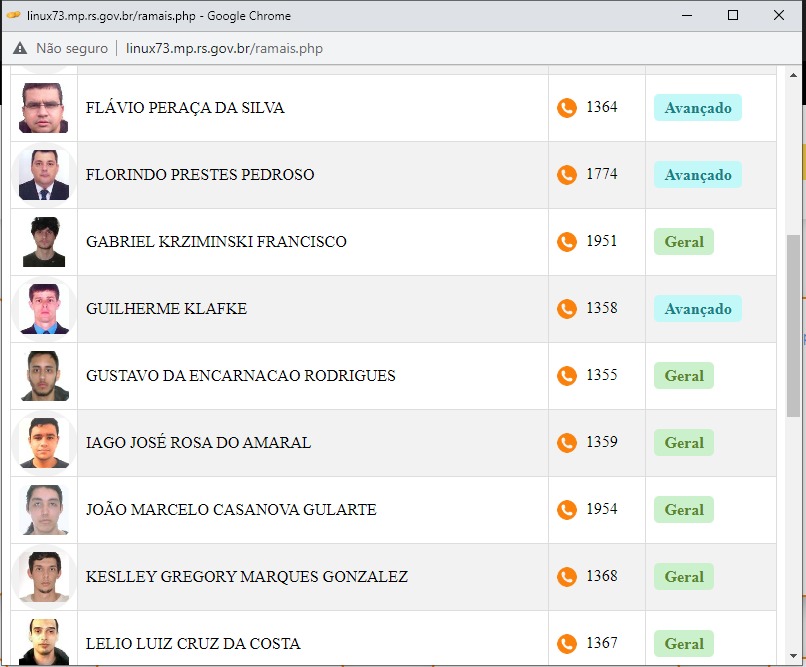 linux73.mp.rs.gov.br/ramais.php - Google Chrome
Não seguro linux73.mp.rs.gov.br/ramais.php
FLÁVIO PERAÇA DA SILVA 1364 Avançado
FLORINDO PRESTES PEDROSO 1774 Avançado
GABRIEL KRZIMINSKI FRANCISCO 1951 Geral
GUILHERME KLAFKE 1358 Avançado
GUSTAVO DA ENCARNACAO RODRIGUES 1355 Geral
IAGO JOSÉ ROSA DO AMARAL 1359 Geral
JOÃO MARCELO CASANOVA GULARTE 1954 Geral
KESLLEY GREGORY MARQUES GONZALEZ 1368 Geral
LELIO LUIZ CRUZ DA COSTA 1367 Geral